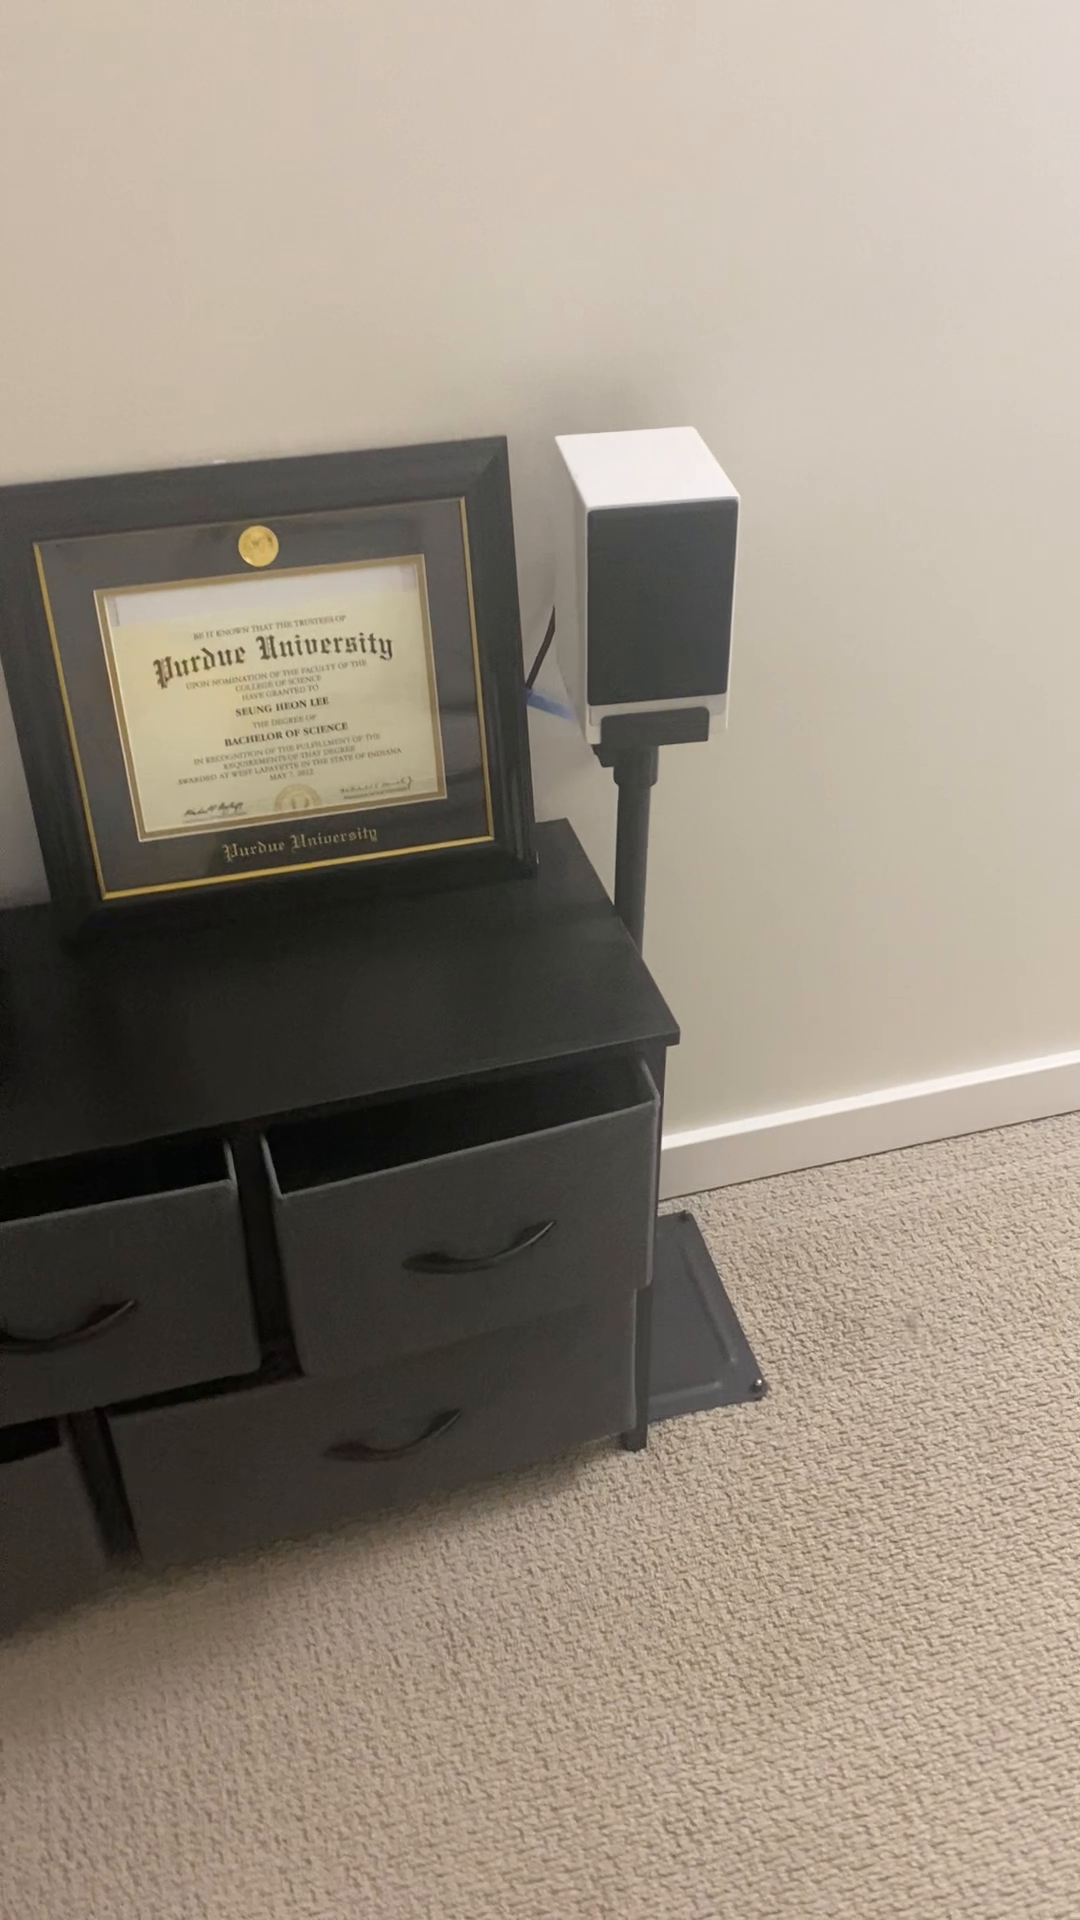 BE IT KNOWN THAT THE TRUSTEES OF
Purdue University
UPON NOMINATION OF THE FACULTY OF THE
COLLEGE OF SCIENCE
HAVE GRANTED TO
SEUNG HEON LEE
THE DEGREE OF
BACHELOR OF SCIENCE
IN RECOGNITION OF THE FULFILLMENT OF THE
REQUIREMENTS OF THAT DEGREE
AWARDED AT WEST LAFAYETTE IN THE STATE OF INDIANA
MAY 7, 2022
Purdue University